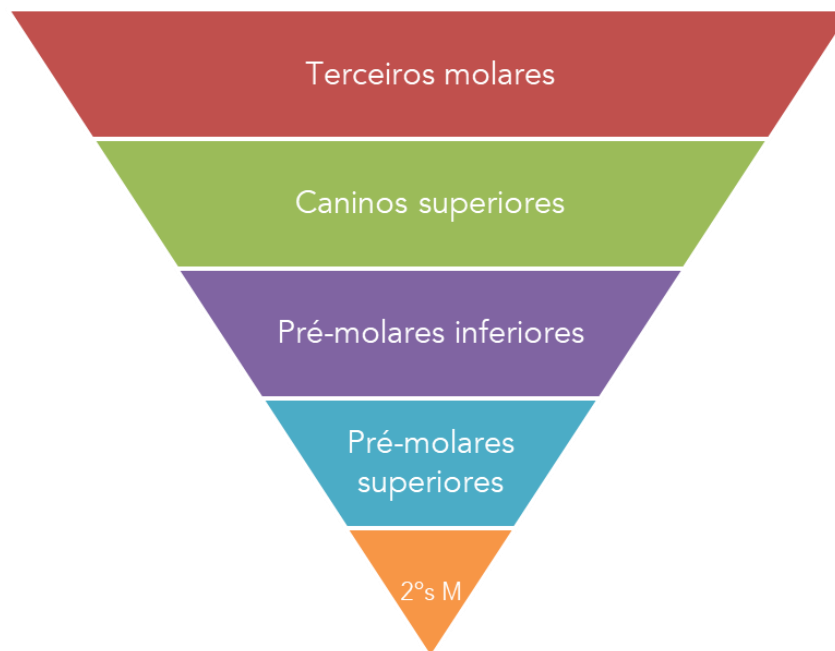 Terceiros molares
Caninos superiores
Pré-molares inferiores
Pré-molares
superiores
2ºs M